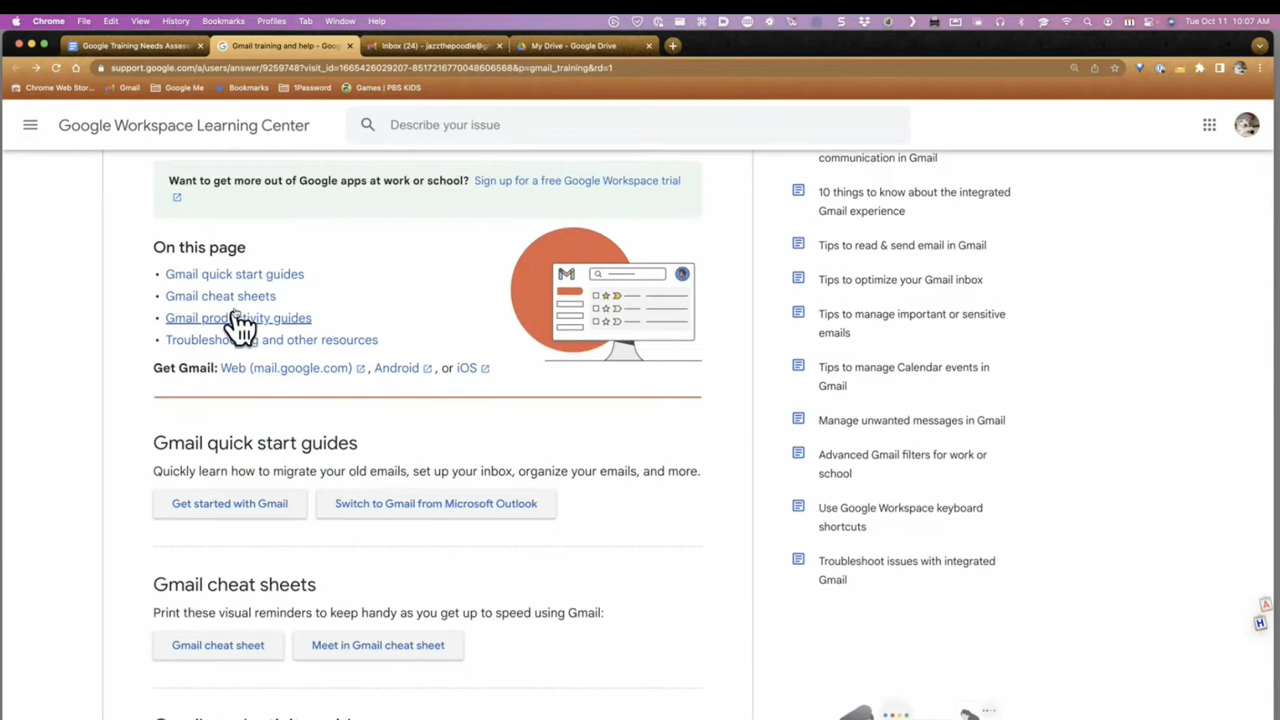 Chrome File Edit View History Bookmarks Profiles Tab Window Help Tue Oct 11 10:07 AM
Google Training Needs Asses Gmail training and help - Goog Inbox (24) - jazzthepoodle@g My Drive - Google Drive
support.google.com/a/users/answer/9259748?visit_id=1665426029207-8517216770048606568&p=gmail_training&rd=1
Chrome Web Stor... Gmail Google Me Bookmarks 1Password Games | PBS KIDS
Google Workspace Learning Center
Describe your issue
Want to get more out of Google apps at work or school? Sign up for a free Google Workspace trial
On this page
• Gmail quick start guides
• Gmail cheat sheets
• Gmail productivity guides
• Troubleshooting and other resources
Get Gmail: Web (mail.google.com), Android, or iOS
Gmail quick start guides
Quickly learn how to migrate your old emails, set up your inbox, organize your emails, and more.
Get started with Gmail
Switch to Gmail from Microsoft Outlook
Gmail cheat sheets
Print these visual reminders to keep handy as you get up to speed using Gmail:
Gmail cheat sheet
Meet in Gmail cheat sheet
communication in Gmail
10 things to know about the integrated
Gmail experience
Tips to read & send email in Gmail
Tips to optimize your Gmail inbox
Tips to manage important or sensitive
emails
Tips to manage Calendar events in
Gmail
Manage unwanted messages in Gmail
Advanced Gmail filters for work or
school
Use Google Workspace keyboard
shortcuts
Troubleshoot issues with integrated
Gmail
A
H